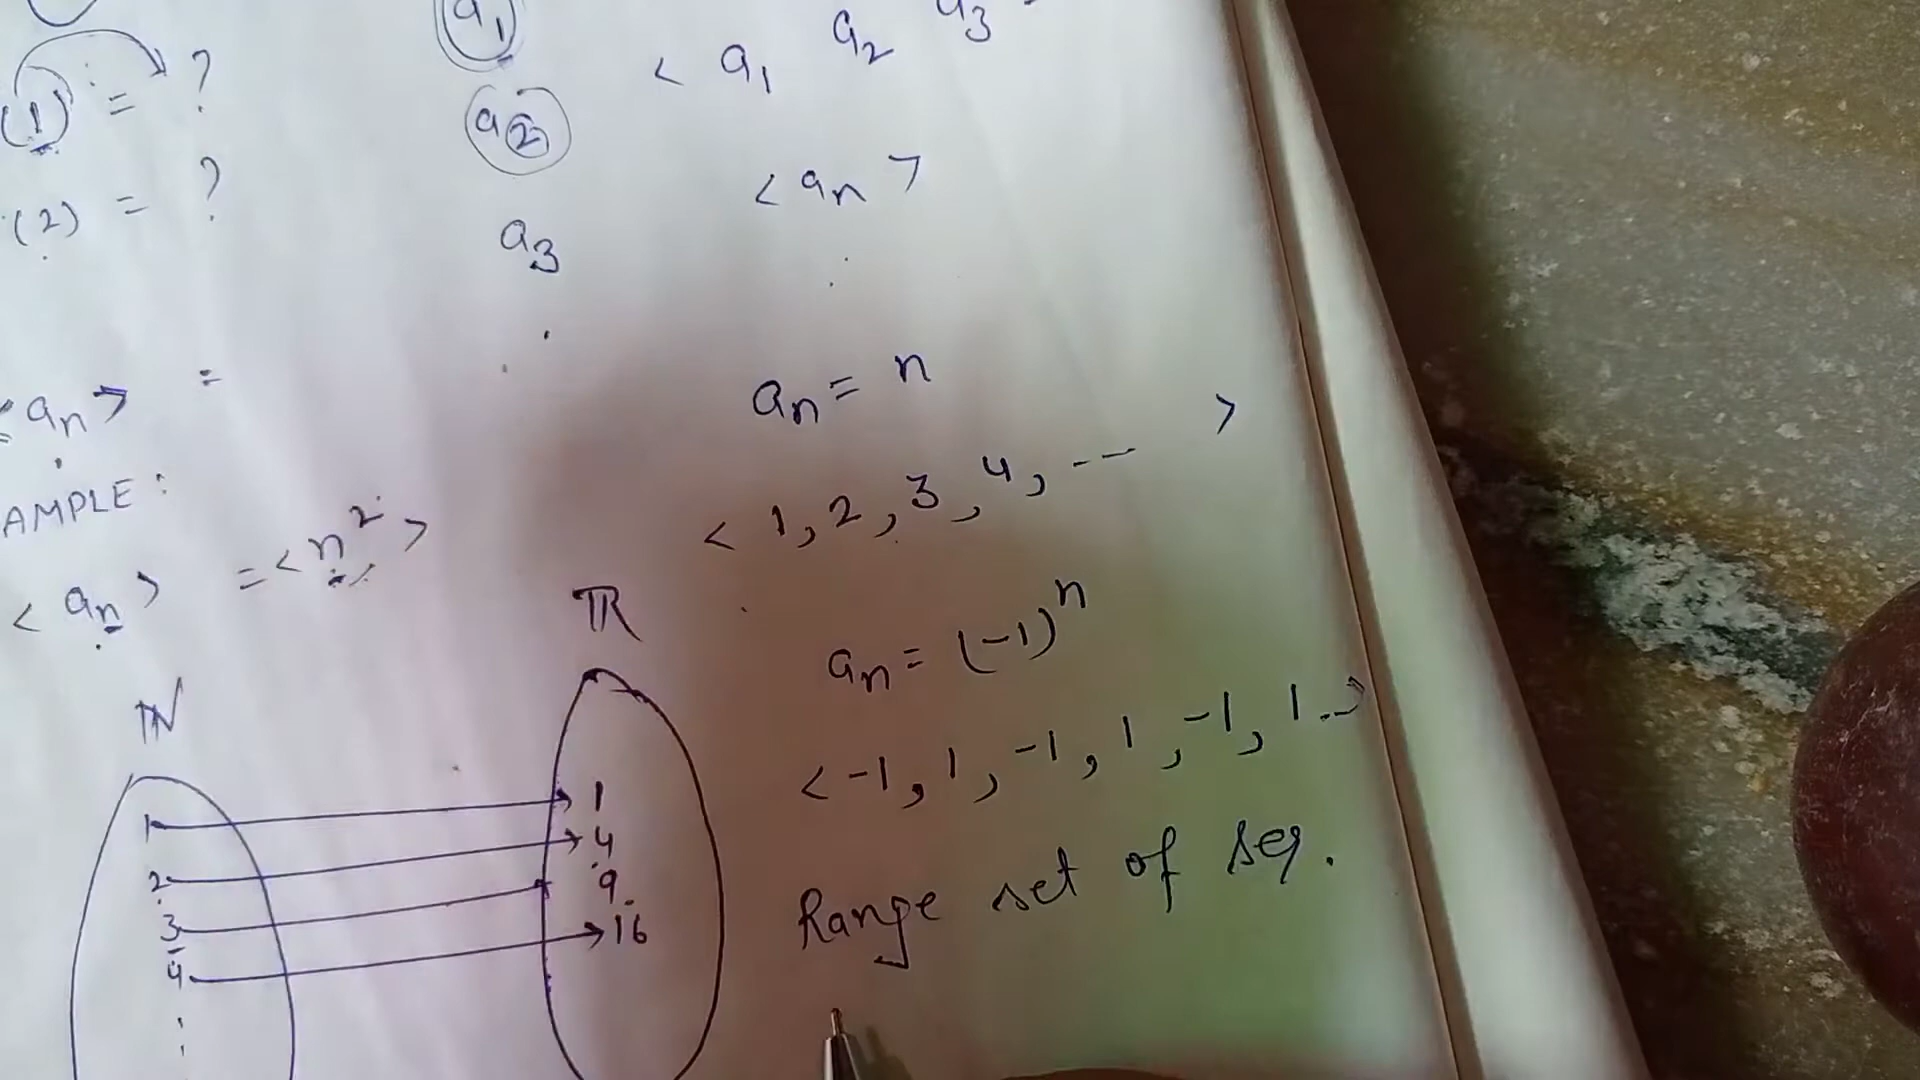 a₁
< a₁ a₂ a₃ -
(1) = ?
a₂
(2) = ?
< aₙ >
a₃
aₙ = n
< aₙ > =
< 1, 2, 3, 4, -- >
AMPLE:
< aₙ > = < n² >
aₙ = (-1)ⁿ
< -1, 1, -1, 1, -1, 1.. >
Range set of seq.
ℕ ℝ
1 1
2 4
3 9
4 16